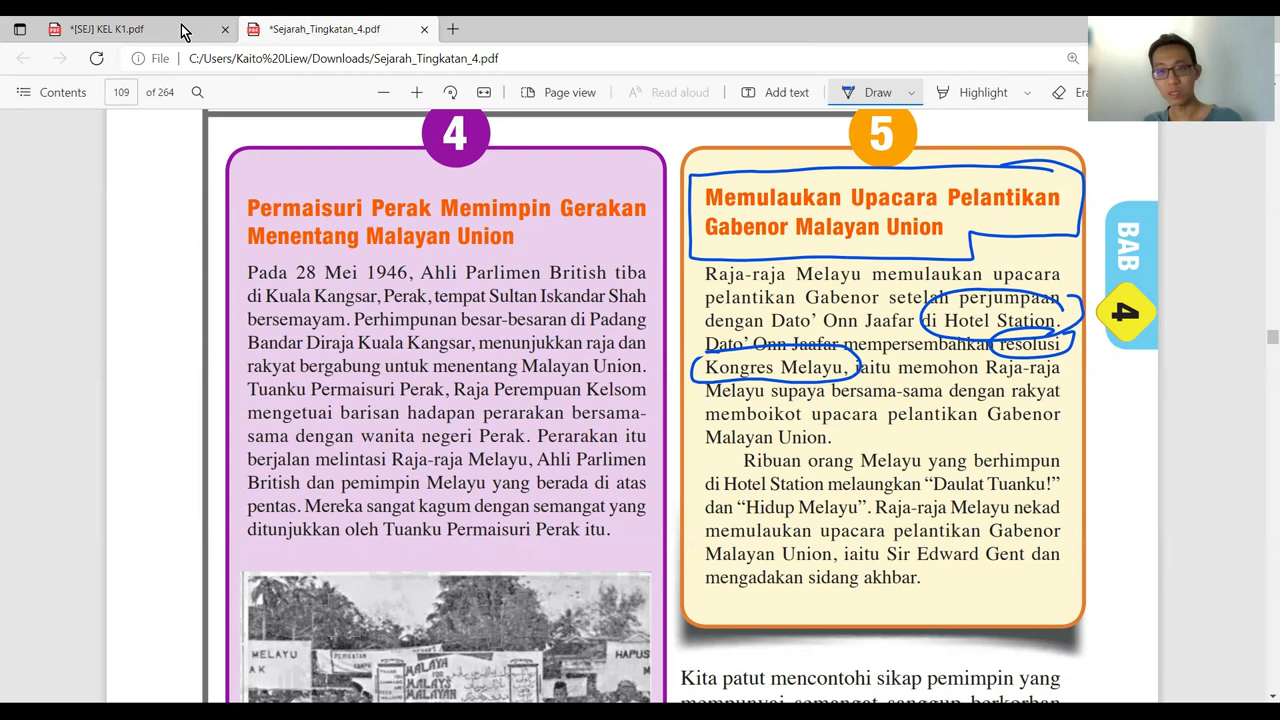 *[SEJ] KEL K1.pdf
*Sejarah_Tingkatan_4.pdf
File
C:/Users/Kaito%20Liew/Downloads/Sejarah_Tingkatan_4.pdf
Contents
109
of 264
Page view
Read aloud
Add text
Draw
Highlight
4
Permaisuri Perak Memimpin Gerakan
Menentang Malayan Union
Pada 28 Mei 1946, Ahli Parlimen British tiba
di Kuala Kangsar, Perak, tempat Sultan Iskandar Shah
bersemayam. Perhimpunan besar-besaran di Padang
Bandar Diraja Kuala Kangsar, menunjukkan raja dan
rakyat bergabung untuk menentang Malayan Union.
Tuanku Permaisuri Perak, Raja Perempuan Kelsom
mengetuai barisan hadapan perarakan bersama-
sama dengan wanita negeri Perak. Perarakan itu
berjalan melintasi Raja-raja Melayu, Ahli Parlimen
British dan pemimpin Melayu yang berada di atas
pentas. Mereka sangat kagum dengan semangat yang
ditunjukkan oleh Tuanku Permaisuri Perak itu.
MELAYU
AK
MALAYA
FOR
MALAYS
MALAYAN
HAPUS
5
Memulaukan Upacara Pelantikan
Gabenor Malayan Union
Raja-raja Melayu memulaukan upacara
pelantikan Gabenor setelah perjumpaan
dengan Dato' Onn Jaafar di Hotel Station.
Dato' Onn Jaafar mempersembahkan resolusi
Kongres Melayu, iaitu memohon Raja-raja
Melayu supaya bersama-sama dengan rakyat
memboikot upacara pelantikan Gabenor
Malayan Union.
Ribuan orang Melayu yang berhimpun
di Hotel Station melaungkan “Daulat Tuanku!”
dan “Hidup Melayu”. Raja-raja Melayu nekad
memulaukan upacara pelantikan Gabenor
Malayan Union, iaitu Sir Edward Gent dan
mengadakan sidang akhbar.
Kita patut mencontohi sikap pemimpin yang
BAB
4